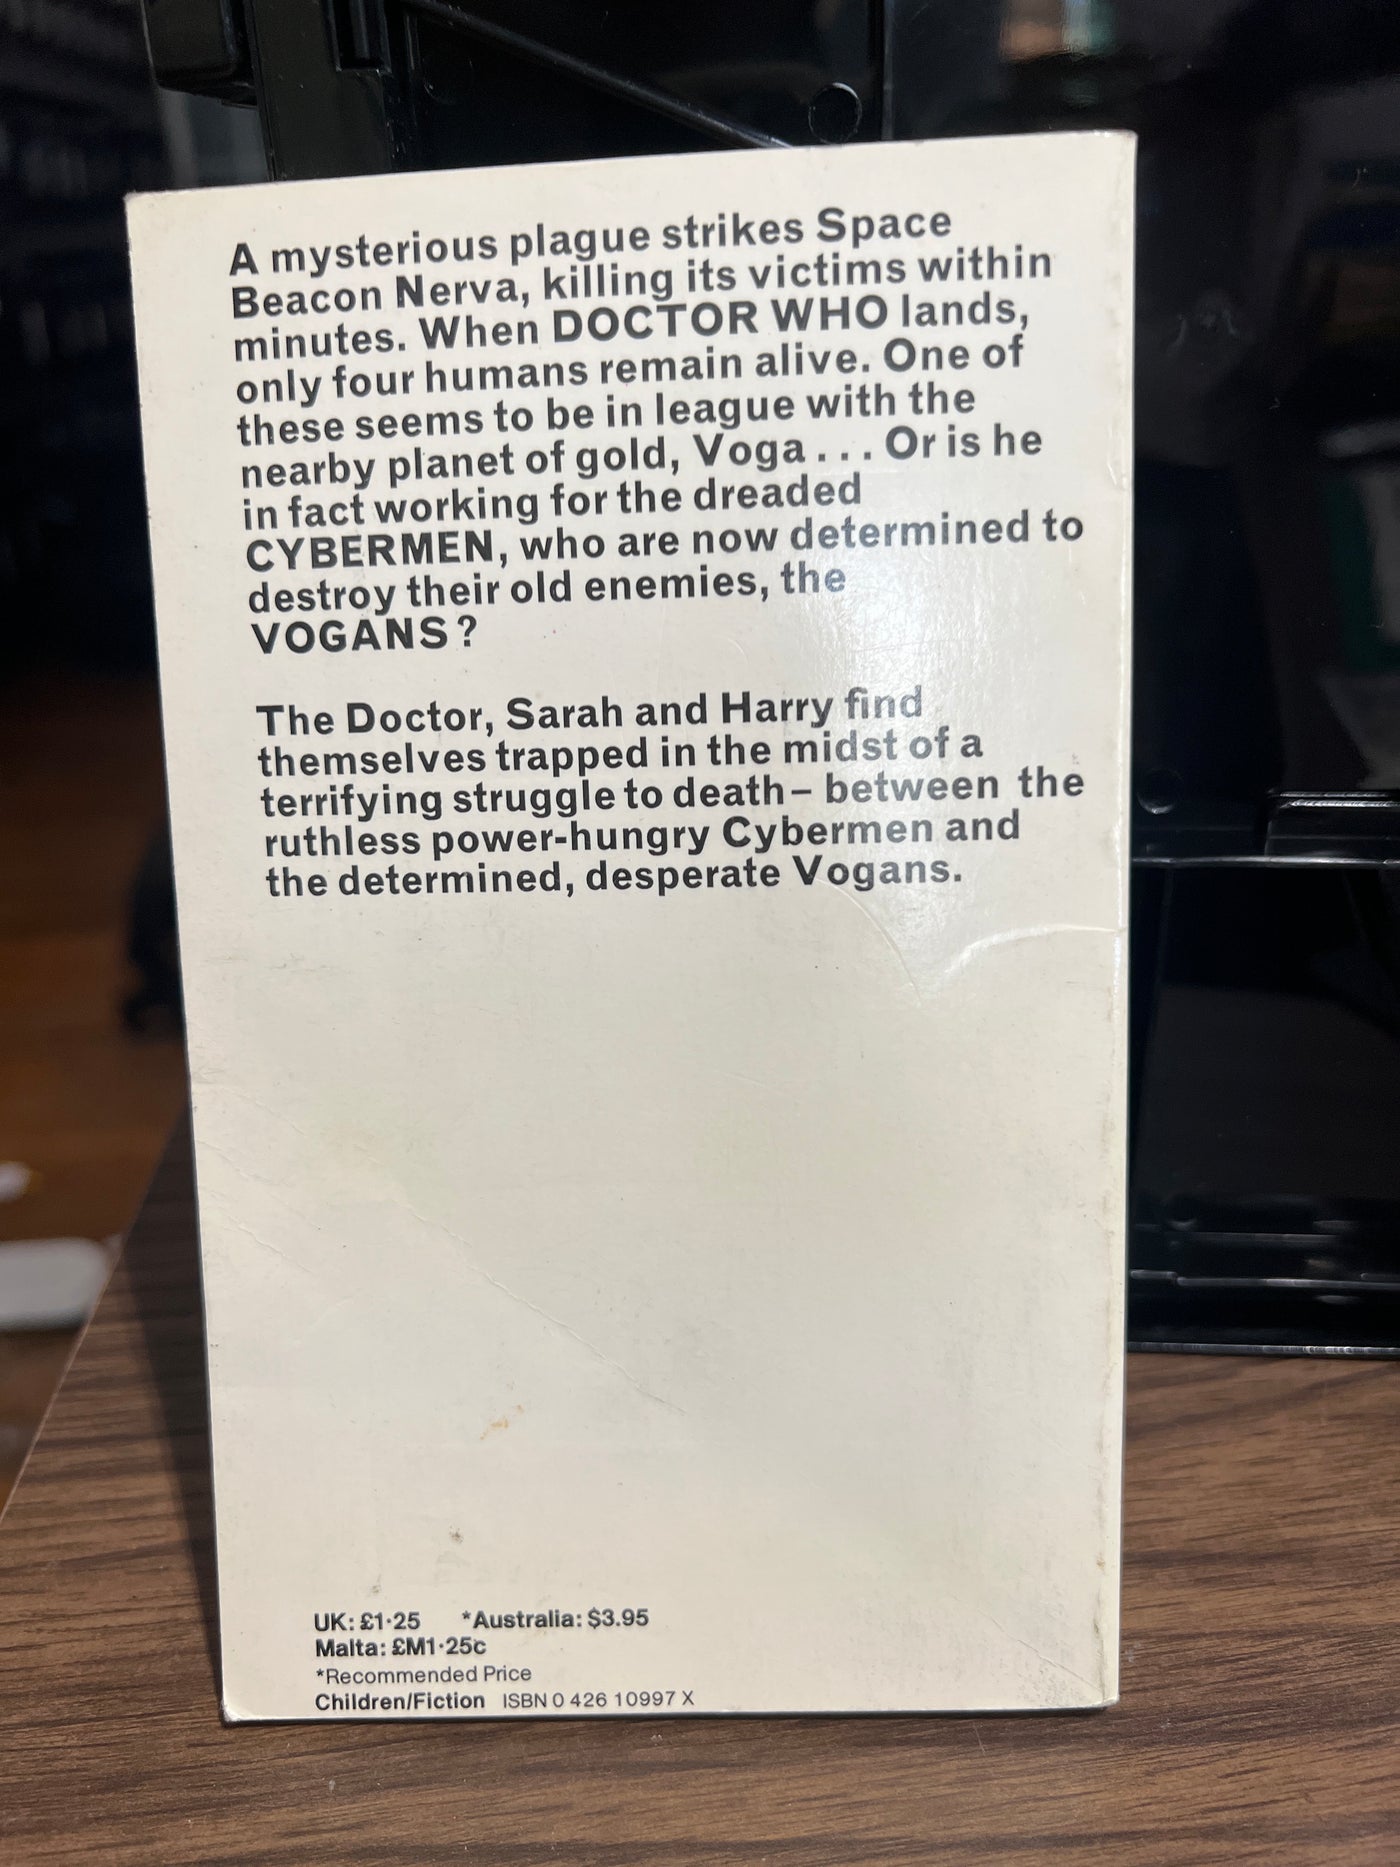 A mysterious plague strikes Space
Beacon Nerva, killing its victims within
minutes. When DOCTOR WHO lands,
only four humans remain alive. One of
these seems to be in league with the
nearby planet of gold, Voga . . . Or is he
in fact working for the dreaded
CYBERMEN, who are now determined to
destroy their old enemies, the
VOGANS?
The Doctor, Sarah and Harry find
themselves trapped in the midst of a
terrifying struggle to death – between the
ruthless power-hungry Cybermen and
the determined, desperate Vogans.
UK: £1·25 *Australia: $3.95
Malta: £M1·25c
*Recommended Price
Children/Fiction ISBN 0 426 10997 X